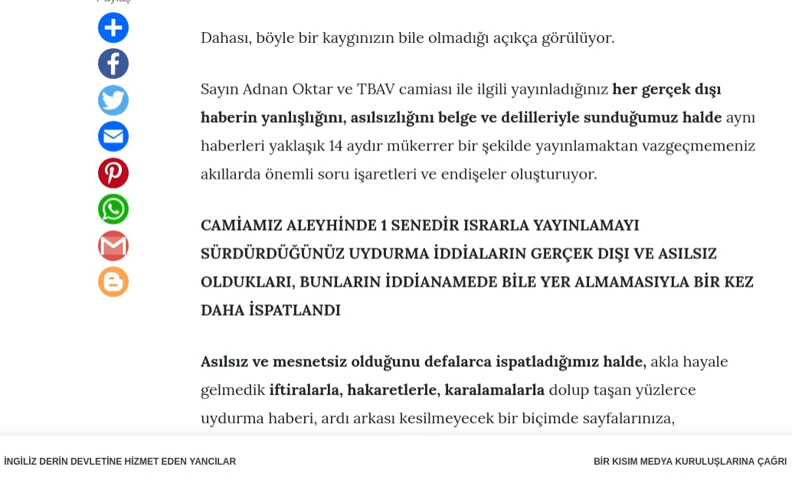 Dahası, böyle bir kaygınızın bile olmadığı açıkça görülüyor.
Sayın Adnan Oktar ve TBAV camiası ile ilgili yayınladığınız her gerçek dışı
haberin yanlışlığını, asılsızlığını belge ve delilleriyle sunduğumuz halde aynı
haberleri yaklaşık 14 aydır mükerrer bir şekilde yayınlamaktan vazgeçmemeniz
akıllarda önemli soru işaretleri ve endişeler oluşturuyor.
CAMİAMIZ ALEYHİNDE 1 SENEDİR ISRARLA YAYINLAMAYI
SÜRDÜRDÜĞÜNÜZ UYDURMA İDDİALARIN GERÇEK DIŞI VE ASILSIZ
OLDUKLARI, BUNLARIN İDDİANAMEDE BİLE YER ALMAMASIYLA BİR KEZ
DAHA İSPATLANDI
Asılsız ve mesnetsiz olduğunu defalarca ispatladığımız halde, akla hayale
gelmedik iftiralarla, hakaretlerle, karalamalarla dolup taşan yüzlerce
uydurma haberi, ardı arkası kesilmeyecek bir biçimde sayfalarınıza,
İNGİLİZ DERİN DEVLETİNE HİZMET EDEN YANCILAR
BİR KISIM MEDYA KURULUŞLARINA ÇAĞRI